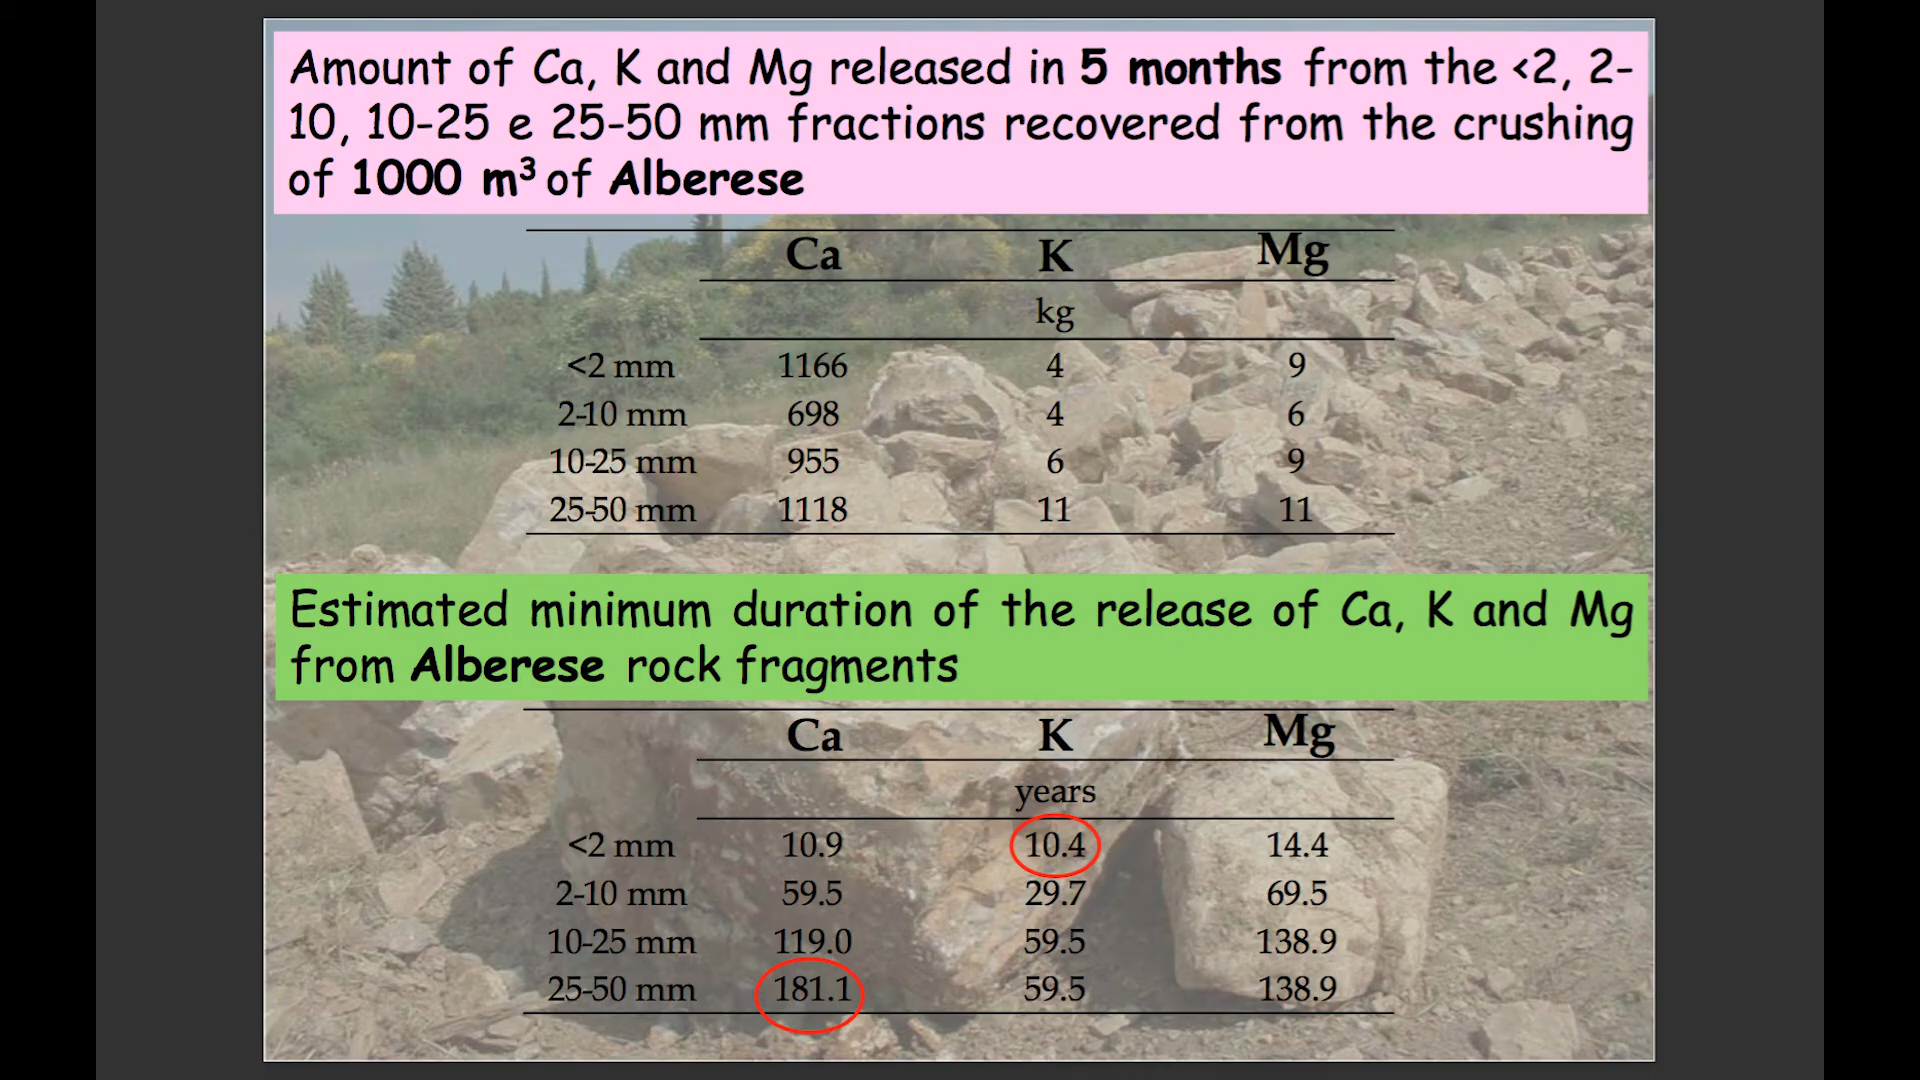 Amount of Ca, K and Mg released in 5 months from the <2, 2-
10, 10-25 e 25-50 mm fractions recovered from the crushing
of 1000 m³ of Alberese
Ca K Mg
kg
<2 mm 1166 4 9
2-10 mm 698 4 6
10-25 mm 955 6 9
25-50 mm 1118 11 11
Estimated minimum duration of the release of Ca, K and Mg
from Alberese rock fragments
Ca K Mg
years
<2 mm 10.9 10.4 14.4
2-10 mm 59.5 29.7 69.5
10-25 mm 119.0 59.5 138.9
25-50 mm 181.1 59.5 138.9